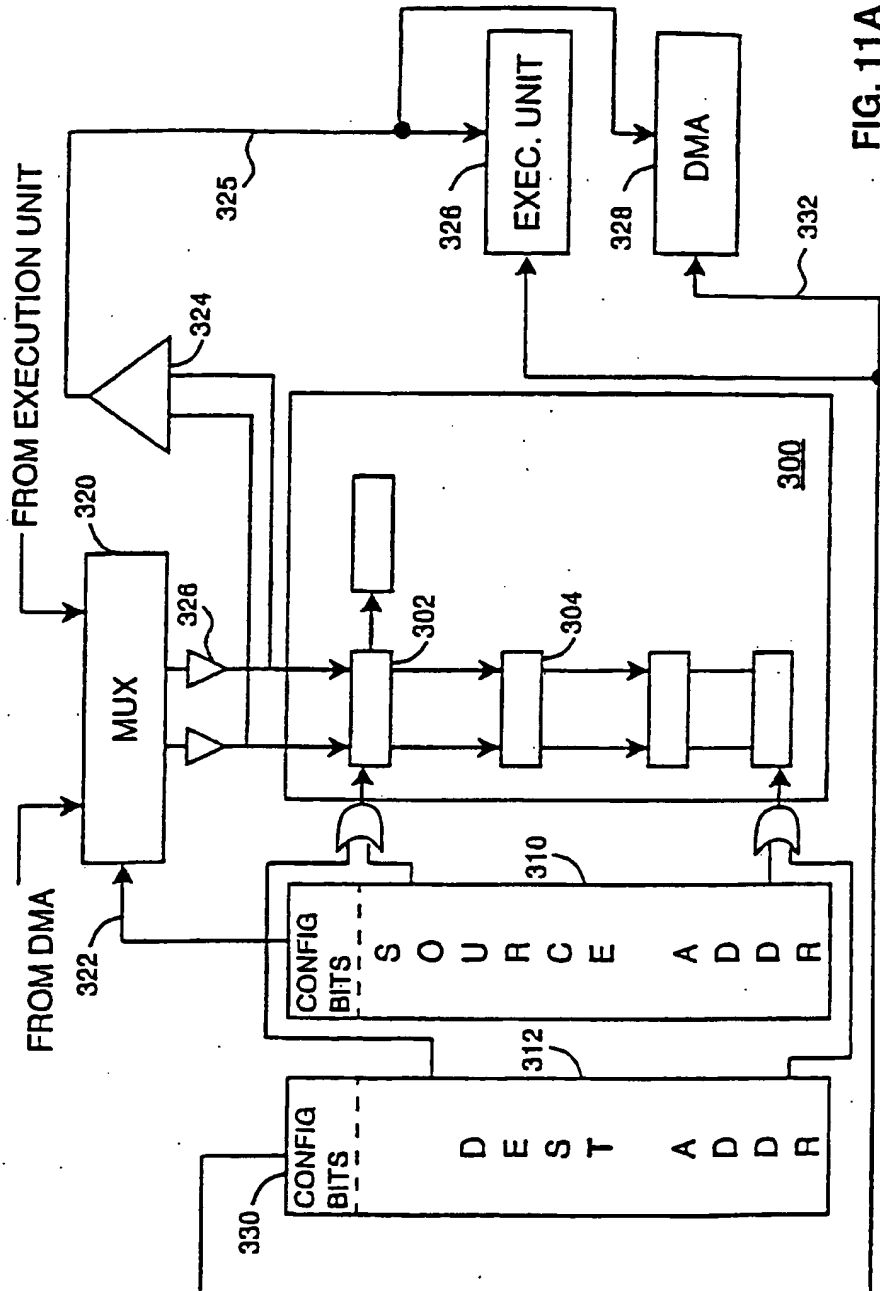 FROM EXECUTION UNIT
FROM DMA
320
MUX
322
326
324
325
EXEC. UNIT
326
DMA
328
332
302
304
300
310
CONFIG
BITS
SOURCE ADDR
312
CONFIG
BITS
DEST ADDR
330
FIG. 11A